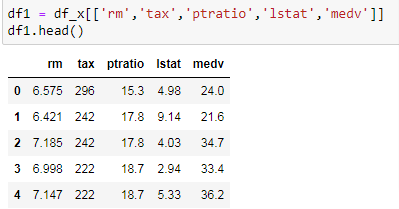 df1 = df_x[['rm','tax','ptratio','lstat','medv']]
df1.head()
rm tax ptratio lstat medv
0 6.575 296 15.3 4.98 24.0
1 6.421 242 17.8 9.14 21.6
2 7.185 242 17.8 4.03 34.7
3 6.998 222 18.7 2.94 33.4
4 7.147 222 18.7 5.33 36.2